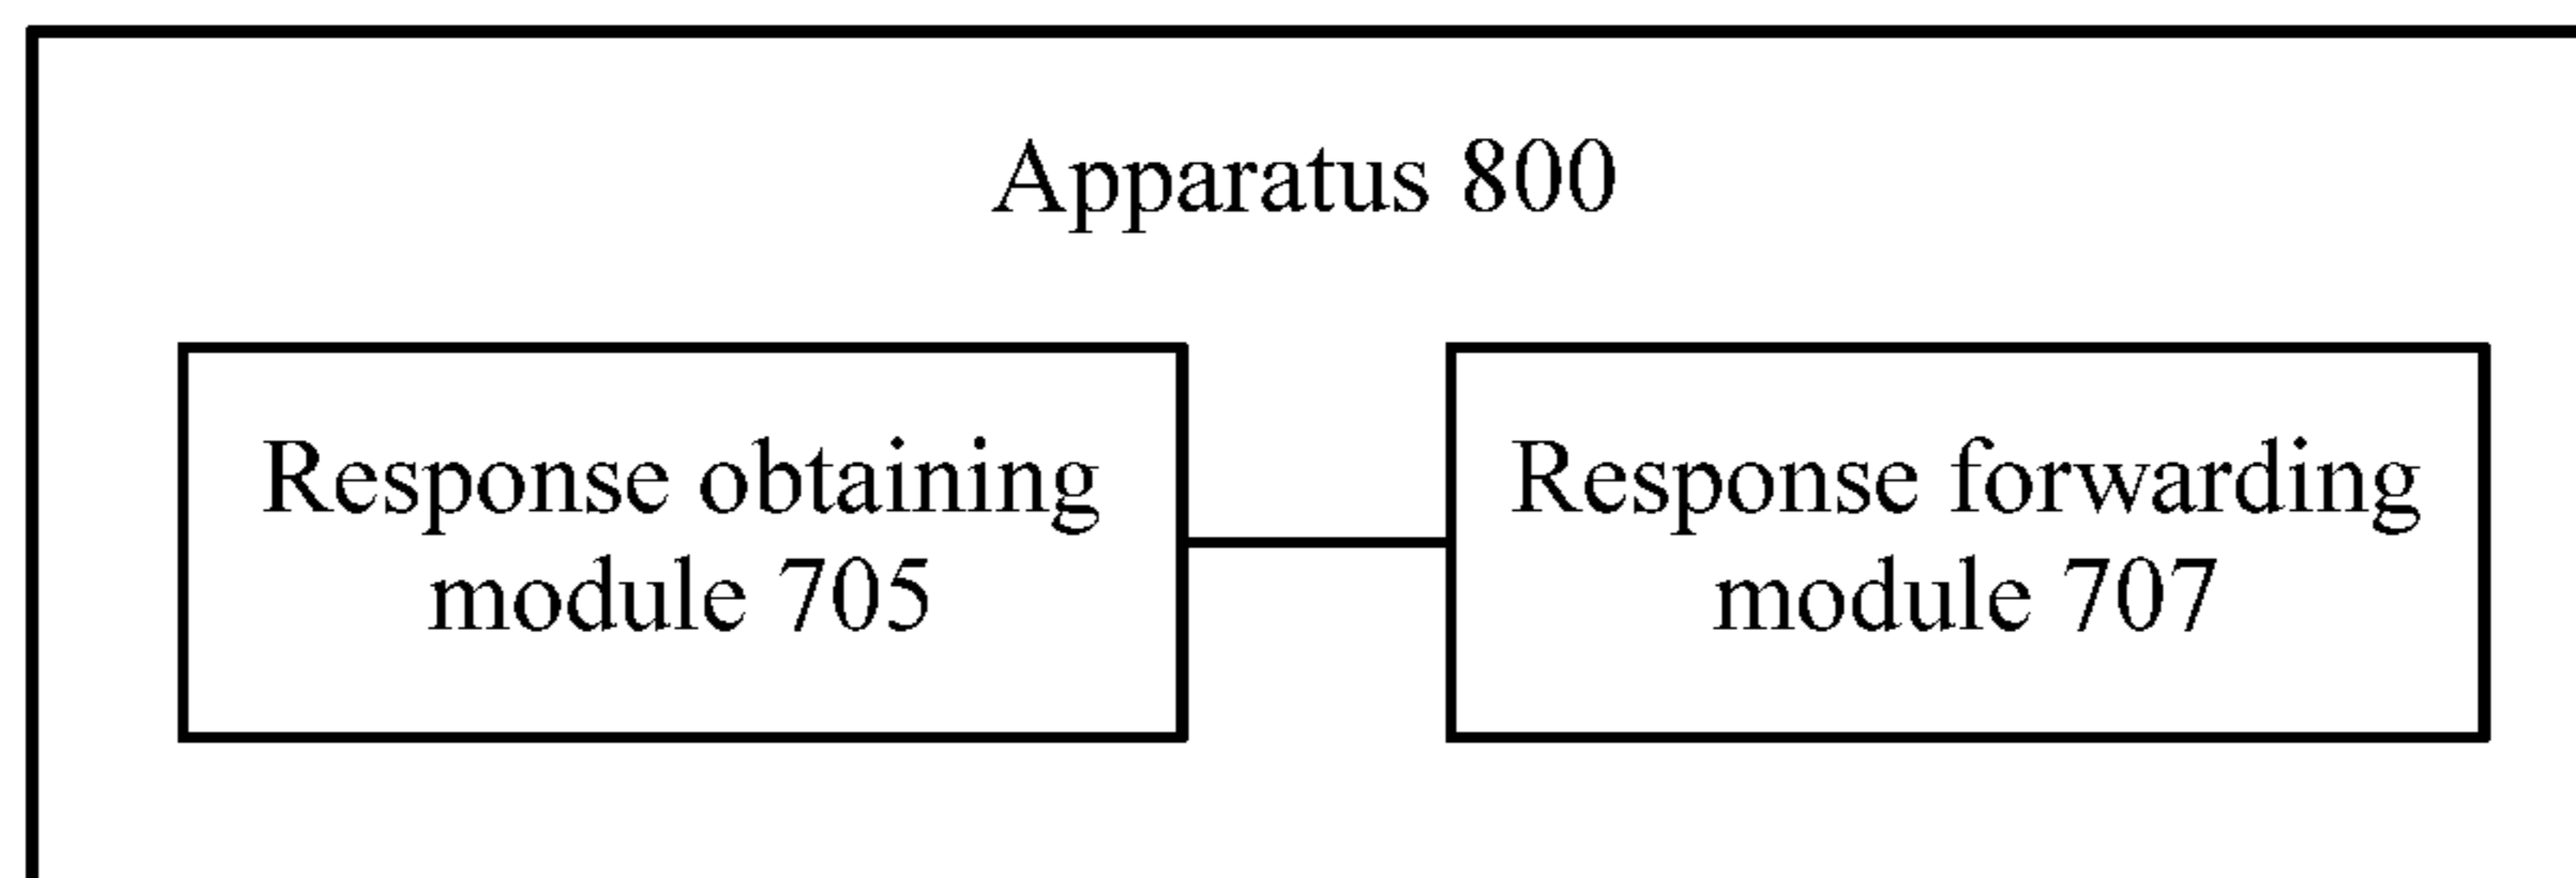 Apparatus 800
Response obtaining
module 705
Response forwarding
module 707